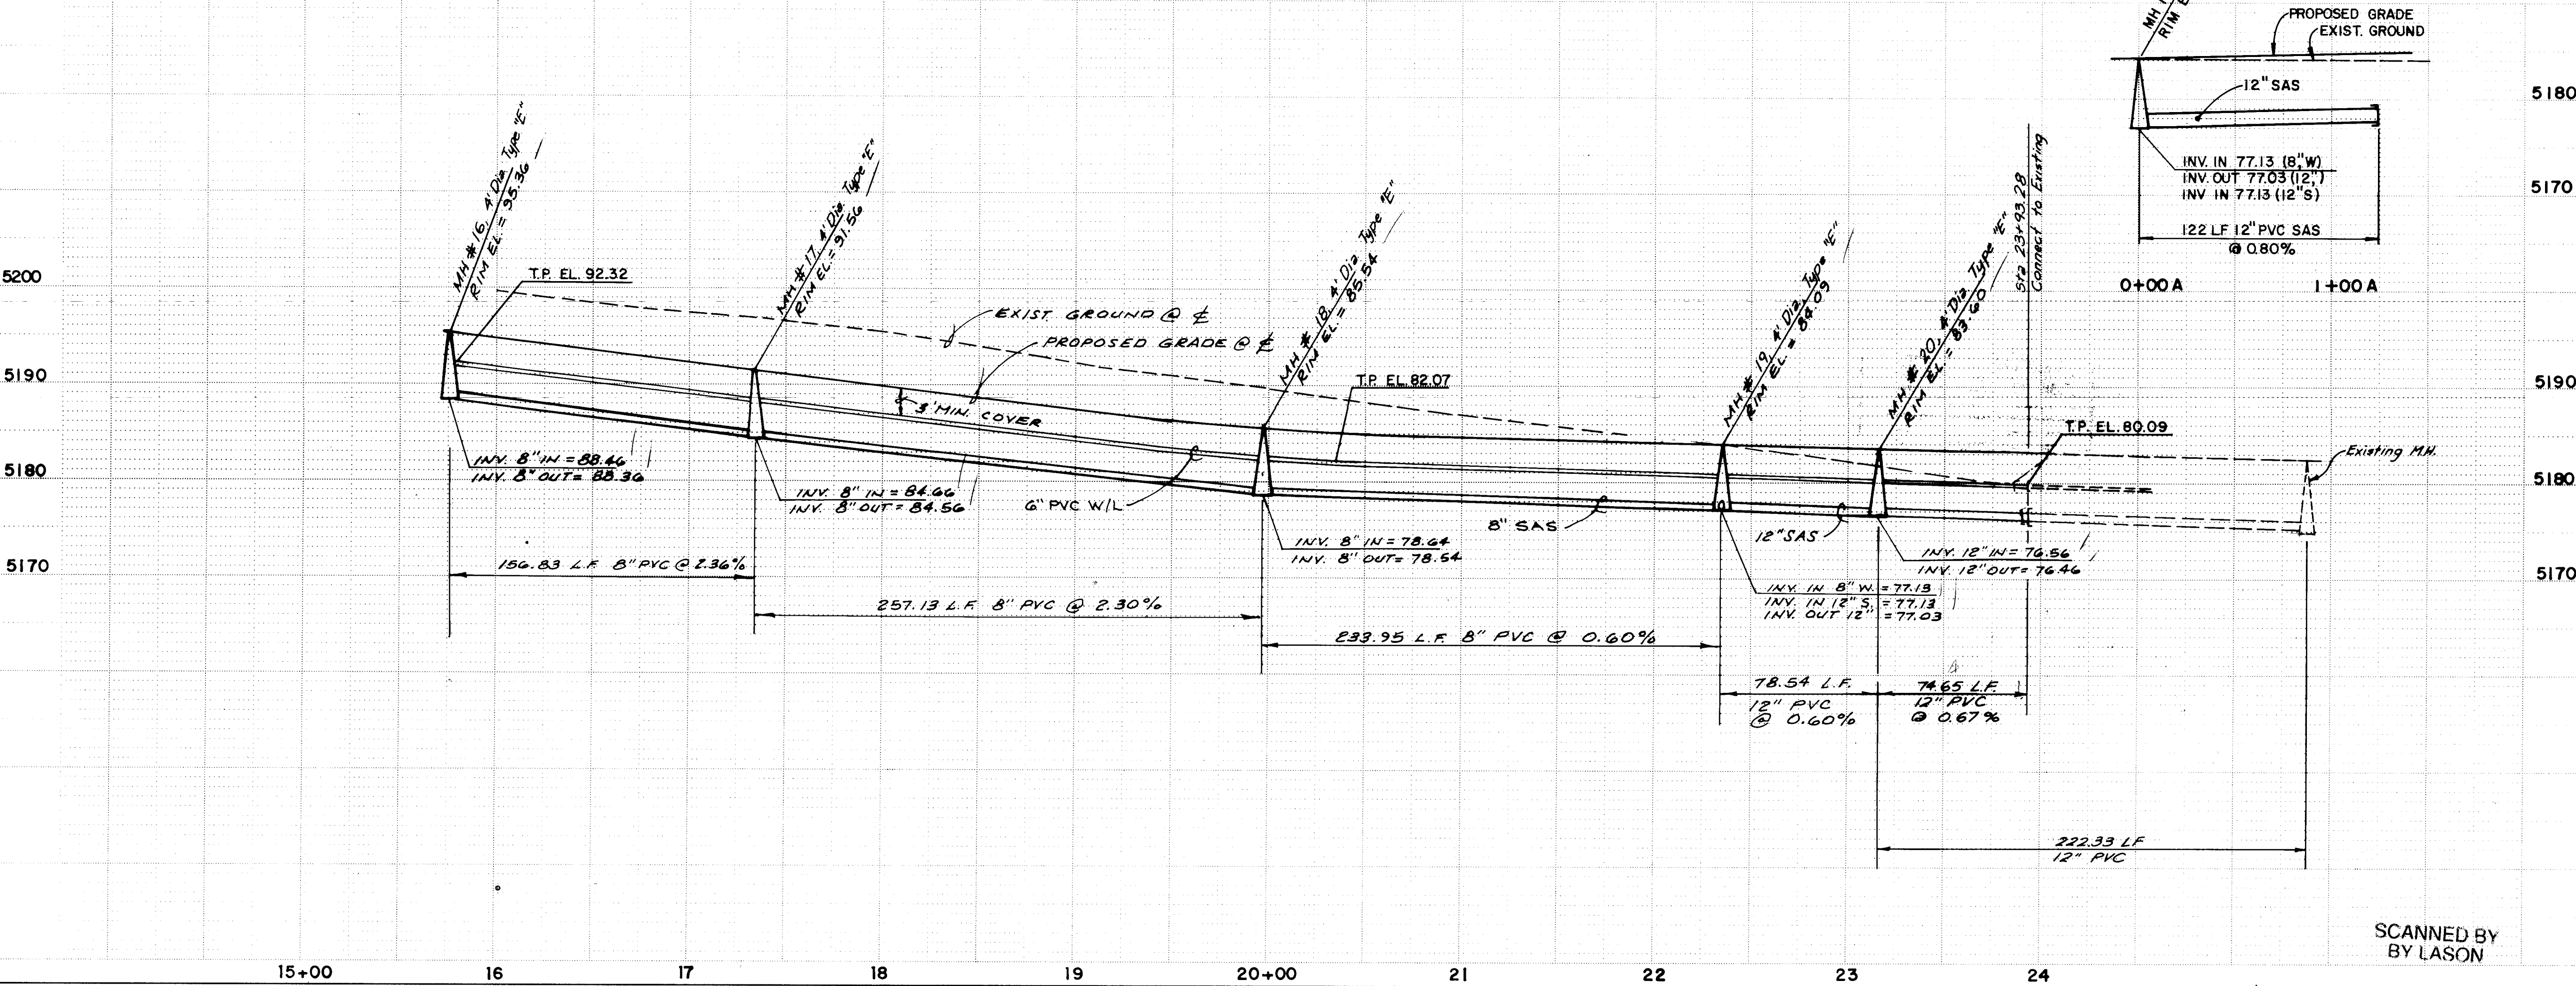 MH
RIM E
PROPOSED GRADE
EXIST. GROUND
12" SAS
5180
INV. IN 77.13 (8",W)
INV. OUT 77.03 (12",)
INV IN 77.13 (12"S)
5170
122 LF 12" PVC SAS
@ 0.80%
0+00 A
1+00 A
MH #16, 4' Dia. Type "E"
RIM EL. = 95.36
MH #17, 4' Dia. Type "E"
RIM EL. = 91.56
MH # 18, 4' Dia. Type "E"
RIM EL. = 85.54
MH # 19, 4' Dia. Type "E"
RIM EL. = 84.09
MH # 20, 4' Dia. Type "E"
RIM EL. = 83.60
Sta 23+93.28
Connect to Existing
5200
T.P. EL. 92.32
EXIST. GROUND @ ℄
PROPOSED GRADE @ ℄
5190
T.P. EL. 82.07
5190
3' MIN. COVER
T.P. EL. 80.09
Existing M.H.
5180
INV. 8" IN = 88.46
INV. 8" OUT = 88.36
5180
INV. 8" IN = 84.66
INV. 8" OUT = 84.56
6" PVC W/L
8" SAS
12" SAS
INV. 8" IN = 78.64
INV. 8" OUT = 78.54
INV. 12" IN = 76.56
INV. 12" OUT = 76.46
5170
156.83 L.F. 8" PVC @ 2.36%
5170
INV. IN 8" W. = 77.13
INV. IN 12" S. = 77.13
INV. OUT 12" = 77.03
257.13 L.F. 8" PVC @ 2.30%
233.95 L.F. 8" PVC @ 0.60%
78.54 L.F.
12" PVC
@ 0.60%
74.65 L.F.
12" PVC
@ 0.67%
222.33 LF
12" PVC
SCANNED BY
BY LASON
15+00 16 17 18 19 20+00 21 22 23 24